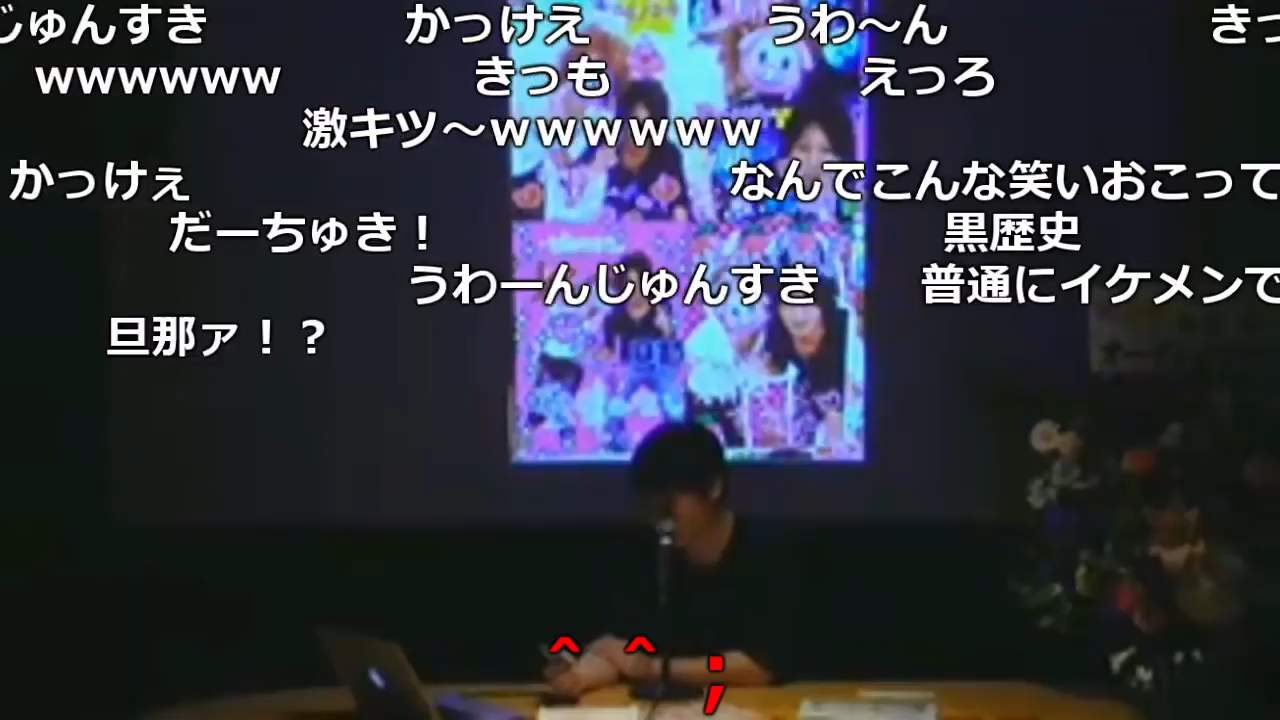 じゅんすき かっけえ うわ～ん きっ
wwwwww きっも えっろ
激キツ～ｗｗｗｗｗｗ
かっけぇ なんでこんな笑いおこって
だーちゅき！ 黒歴史
うわーんじゅんすき 普通にイケメンで
旦那ァ！？
^ ^ ;